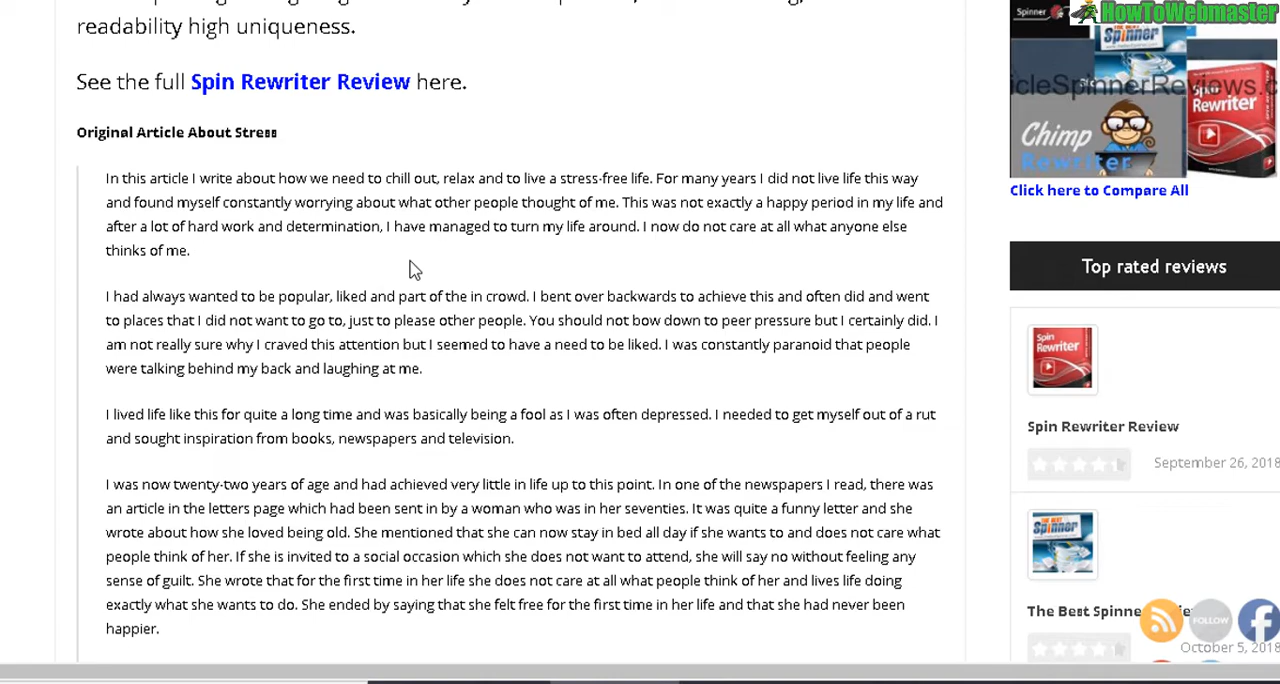 readability high uniqueness.
See the full Spin Rewriter Review here.
Original Article About Stress
In this article I write about how we need to chill out, relax and to live a stress-free life. For many years I did not live life this way
and found myself constantly worrying about what other people thought of me. This was not exactly a happy period in my life and
after a lot of hard work and determination, I have managed to turn my life around. I now do not care at all what anyone else
thinks of me.
I had always wanted to be popular, liked and part of the in crowd. I bent over backwards to achieve this and often did and went
to places that I did not want to go to, just to please other people. You should not bow down to peer pressure but I certainly did. I
am not really sure why I craved this attention but I seemed to have a need to be liked. I was constantly paranoid that people
were talking behind my back and laughing at me.
I lived life like this for quite a long time and was basically being a fool as I was often depressed. I needed to get myself out of a rut
and sought inspiration from books, newspapers and television.
I was now twenty-two years of age and had achieved very little in life up to this point. In one of the newspapers I read, there was
an article in the letters page which had been sent in by a woman who was in her seventies. It was quite a funny letter and she
wrote about how she loved being old. She mentioned that she can now stay in bed all day if she wants to and does not care what
people think of her. If she is invited to a social occasion which she does not want to attend, she will say no without feeling any
sense of guilt. She wrote that for the first time in her life she does not care at all what people think of her and lives life doing
exactly what she wants to do. She ended by saying that she felt free for the first time in her life and that she had never been
happier.
Spinner
HowToWebmaster
Spinner
icleSpinnerReviews.c
Spin
Rewriter
Chimp
Rewriter
Click here to Compare All
Top rated reviews
Spin
Rewriter
Spin Rewriter Review
September 26, 2018
Spinner
The Best Spinne
FOLLOW
October 5, 2018